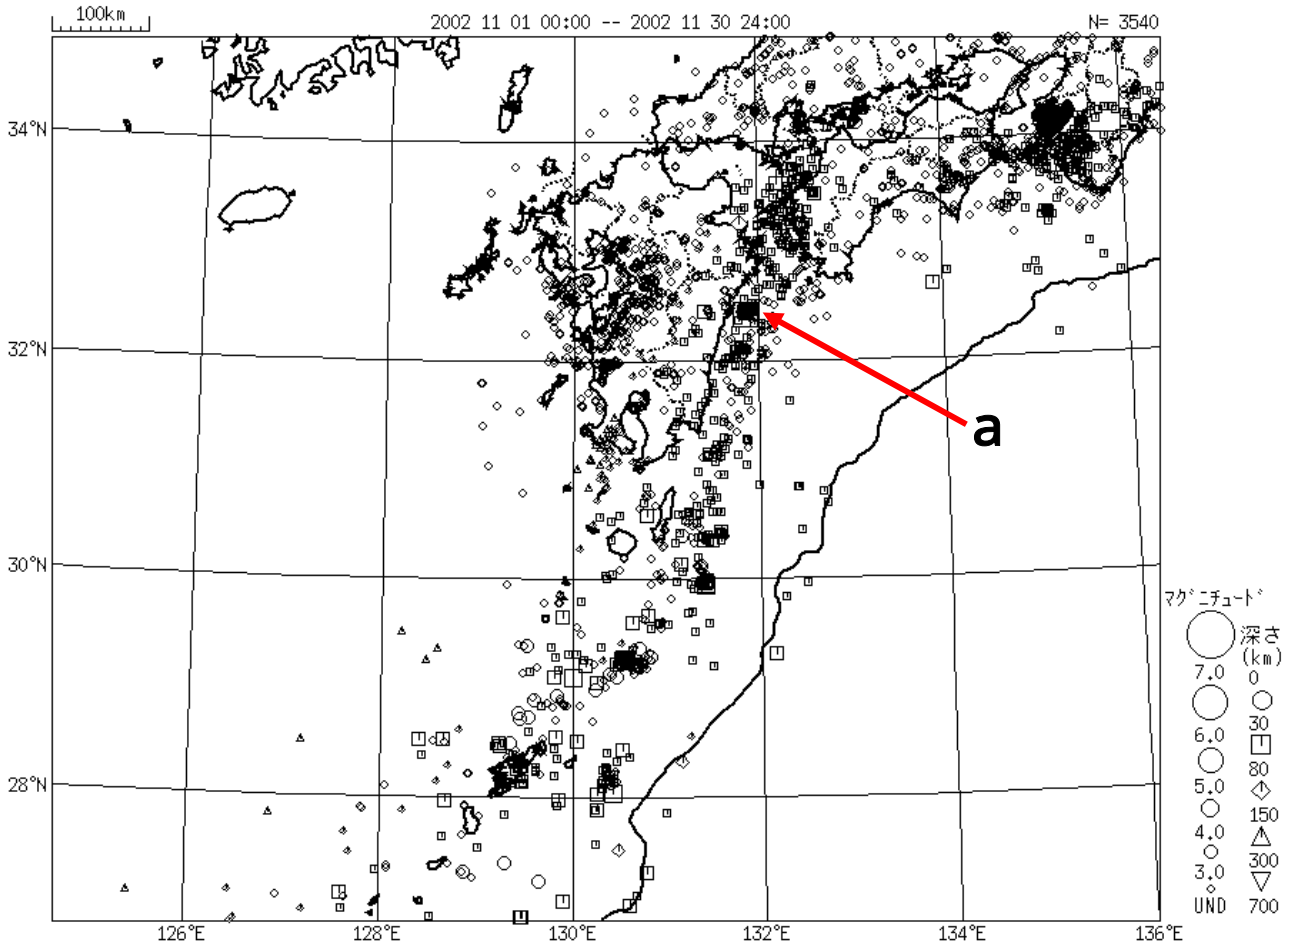 100km
2002 11 01 00:00 -- 2002 11 30 24:00
N= 3540
34°N
32°N
30°N
28°N
126°E
128°E
130°E
132°E
134°E
136°E
a
ﾏｸﾞﾆﾁｭｰﾄﾞ
7.0
6.0
5.0
4.0
3.0
UND
深さ
(km)
0
30
80
150
300
700